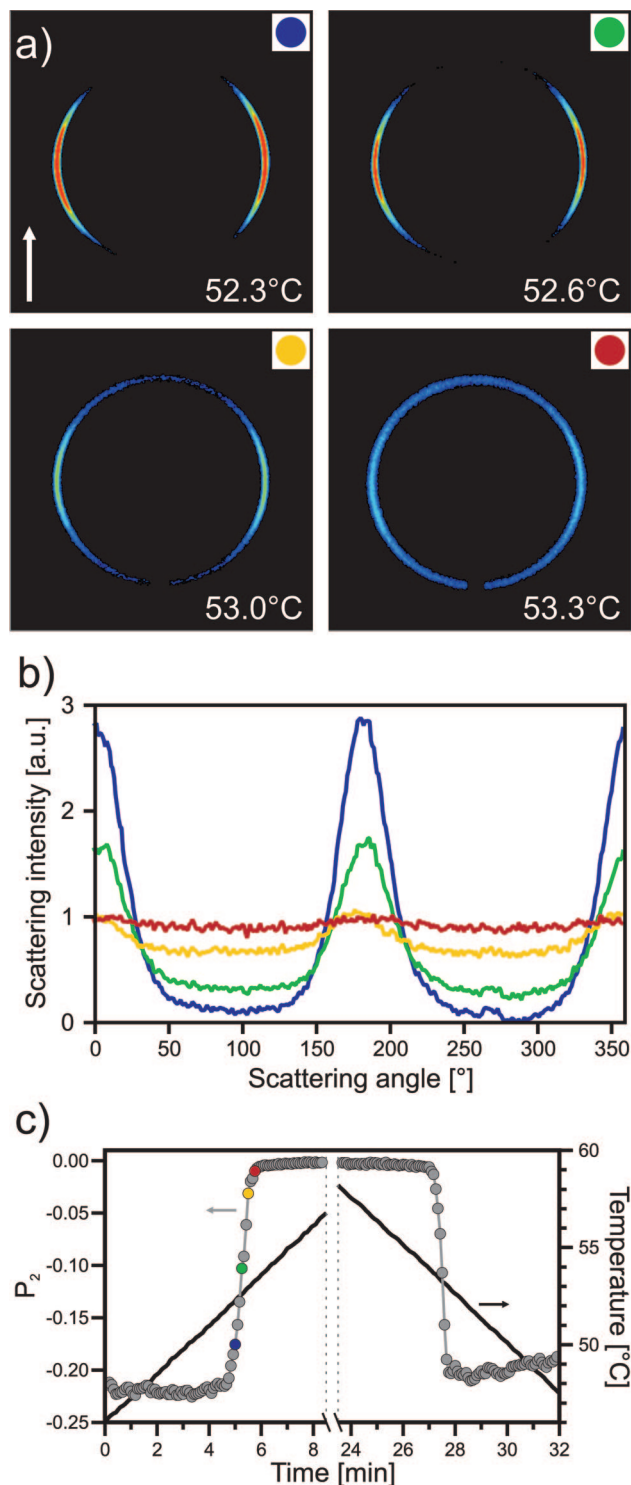 a)
52.3°C
52.6°C
53.0°C
53.3°C
b)
3
2
1
0
Scattering intensity [a.u.]
0 50 100 150 200 250 300 350
Scattering angle [°]
c)
0.00
-0.05
-0.10
-0.15
-0.20
-0.25
P2
60
55
50
Temperature [°C]
0 2 4 6 8 24 26 28 30 32
Time [min]